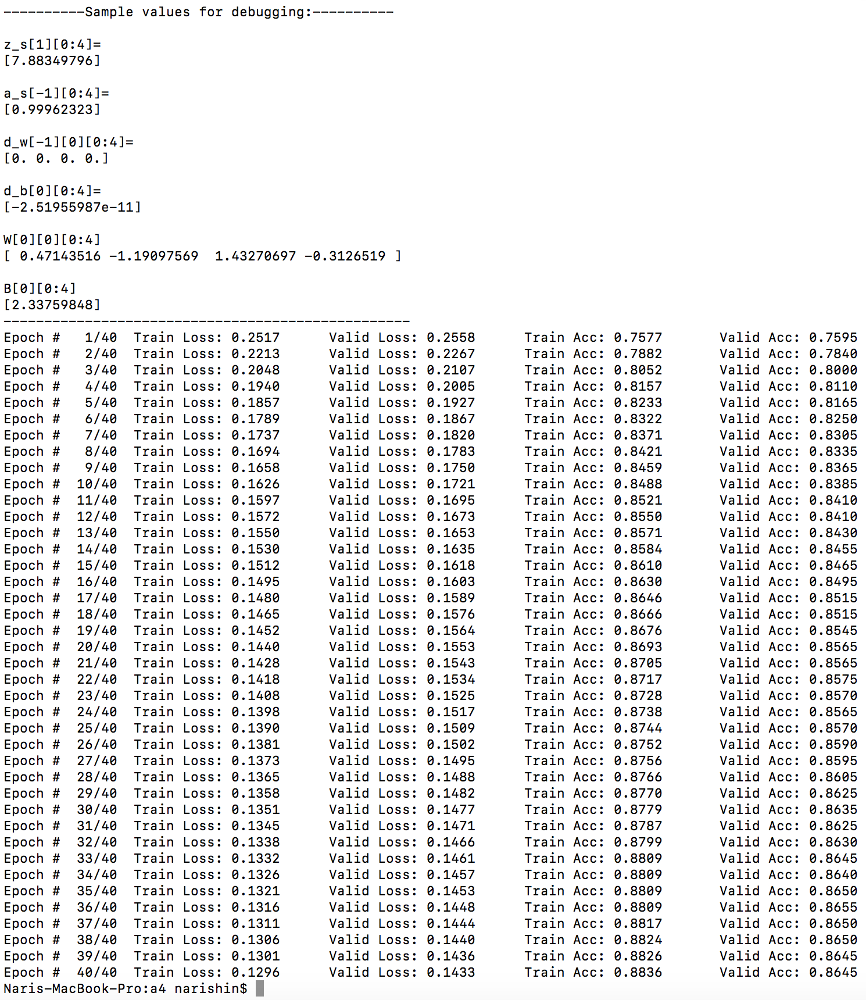 ----------Sample values for debugging:----------
z_s[1][0:4]=
[7.88349796]
a_s[-1][0:4]=
[0.99962323]
d_w[-1][0][0:4]=
[0. 0. 0. 0.]
d_b[0][0:4]=
[-2.51955987e-11]
W[0][0][0:4]
[ 0.47143516 -1.19097569  1.43270697 -0.3126519 ]
B[0][0:4]
[2.33759848]
--------------------------------------------------
Epoch #   1/40  Train Loss: 0.2517      Valid Loss: 0.2558      Train Acc: 0.7577       Valid Acc: 0.7595
Epoch #   2/40  Train Loss: 0.2213      Valid Loss: 0.2267      Train Acc: 0.7882       Valid Acc: 0.7840
Epoch #   3/40  Train Loss: 0.2048      Valid Loss: 0.2107      Train Acc: 0.8052       Valid Acc: 0.8000
Epoch #   4/40  Train Loss: 0.1940      Valid Loss: 0.2005      Train Acc: 0.8157       Valid Acc: 0.8110
Epoch #   5/40  Train Loss: 0.1857      Valid Loss: 0.1927      Train Acc: 0.8233       Valid Acc: 0.8165
Epoch #   6/40  Train Loss: 0.1789      Valid Loss: 0.1867      Train Acc: 0.8322       Valid Acc: 0.8250
Epoch #   7/40  Train Loss: 0.1737      Valid Loss: 0.1820      Train Acc: 0.8371       Valid Acc: 0.8305
Epoch #   8/40  Train Loss: 0.1694      Valid Loss: 0.1783      Train Acc: 0.8421       Valid Acc: 0.8335
Epoch #   9/40  Train Loss: 0.1658      Valid Loss: 0.1750      Train Acc: 0.8459       Valid Acc: 0.8365
Epoch #  10/40  Train Loss: 0.1626      Valid Loss: 0.1721      Train Acc: 0.8488       Valid Acc: 0.8385
Epoch #  11/40  Train Loss: 0.1597      Valid Loss: 0.1695      Train Acc: 0.8521       Valid Acc: 0.8410
Epoch #  12/40  Train Loss: 0.1572      Valid Loss: 0.1673      Train Acc: 0.8550       Valid Acc: 0.8410
Epoch #  13/40  Train Loss: 0.1550      Valid Loss: 0.1653      Train Acc: 0.8571       Valid Acc: 0.8430
Epoch #  14/40  Train Loss: 0.1530      Valid Loss: 0.1635      Train Acc: 0.8584       Valid Acc: 0.8455
Epoch #  15/40  Train Loss: 0.1512      Valid Loss: 0.1618      Train Acc: 0.8610       Valid Acc: 0.8465
Epoch #  16/40  Train Loss: 0.1495      Valid Loss: 0.1603      Train Acc: 0.8630       Valid Acc: 0.8495
Epoch #  17/40  Train Loss: 0.1480      Valid Loss: 0.1589      Train Acc: 0.8646       Valid Acc: 0.8515
Epoch #  18/40  Train Loss: 0.1465      Valid Loss: 0.1576      Train Acc: 0.8666       Valid Acc: 0.8515
Epoch #  19/40  Train Loss: 0.1452      Valid Loss: 0.1564      Train Acc: 0.8676       Valid Acc: 0.8545
Epoch #  20/40  Train Loss: 0.1440      Valid Loss: 0.1553      Train Acc: 0.8693       Valid Acc: 0.8565
Epoch #  21/40  Train Loss: 0.1428      Valid Loss: 0.1543      Train Acc: 0.8705       Valid Acc: 0.8565
Epoch #  22/40  Train Loss: 0.1418      Valid Loss: 0.1534      Train Acc: 0.8717       Valid Acc: 0.8575
Epoch #  23/40  Train Loss: 0.1408      Valid Loss: 0.1525      Train Acc: 0.8728       Valid Acc: 0.8570
Epoch #  24/40  Train Loss: 0.1398      Valid Loss: 0.1517      Train Acc: 0.8738       Valid Acc: 0.8565
Epoch #  25/40  Train Loss: 0.1390      Valid Loss: 0.1509      Train Acc: 0.8744       Valid Acc: 0.8570
Epoch #  26/40  Train Loss: 0.1381      Valid Loss: 0.1502      Train Acc: 0.8752       Valid Acc: 0.8590
Epoch #  27/40  Train Loss: 0.1373      Valid Loss: 0.1495      Train Acc: 0.8756       Valid Acc: 0.8595
Epoch #  28/40  Train Loss: 0.1365      Valid Loss: 0.1488      Train Acc: 0.8766       Valid Acc: 0.8605
Epoch #  29/40  Train Loss: 0.1358      Valid Loss: 0.1482      Train Acc: 0.8770       Valid Acc: 0.8625
Epoch #  30/40  Train Loss: 0.1351      Valid Loss: 0.1477      Train Acc: 0.8779       Valid Acc: 0.8635
Epoch #  31/40  Train Loss: 0.1345      Valid Loss: 0.1471      Train Acc: 0.8787       Valid Acc: 0.8625
Epoch #  32/40  Train Loss: 0.1338      Valid Loss: 0.1466      Train Acc: 0.8799       Valid Acc: 0.8630
Epoch #  33/40  Train Loss: 0.1332      Valid Loss: 0.1461      Train Acc: 0.8809       Valid Acc: 0.8645
Epoch #  34/40  Train Loss: 0.1326      Valid Loss: 0.1457      Train Acc: 0.8809       Valid Acc: 0.8640
Epoch #  35/40  Train Loss: 0.1321      Valid Loss: 0.1453      Train Acc: 0.8809       Valid Acc: 0.8650
Epoch #  36/40  Train Loss: 0.1316      Valid Loss: 0.1448      Train Acc: 0.8809       Valid Acc: 0.8655
Epoch #  37/40  Train Loss: 0.1311      Valid Loss: 0.1444      Train Acc: 0.8817       Valid Acc: 0.8650
Epoch #  38/40  Train Loss: 0.1306      Valid Loss: 0.1440      Train Acc: 0.8824       Valid Acc: 0.8650
Epoch #  39/40  Train Loss: 0.1301      Valid Loss: 0.1436      Train Acc: 0.8826       Valid Acc: 0.8645
Epoch #  40/40  Train Loss: 0.1296      Valid Loss: 0.1433      Train Acc: 0.8836       Valid Acc: 0.8645
Naris-MacBook-Pro:a4 narishin$